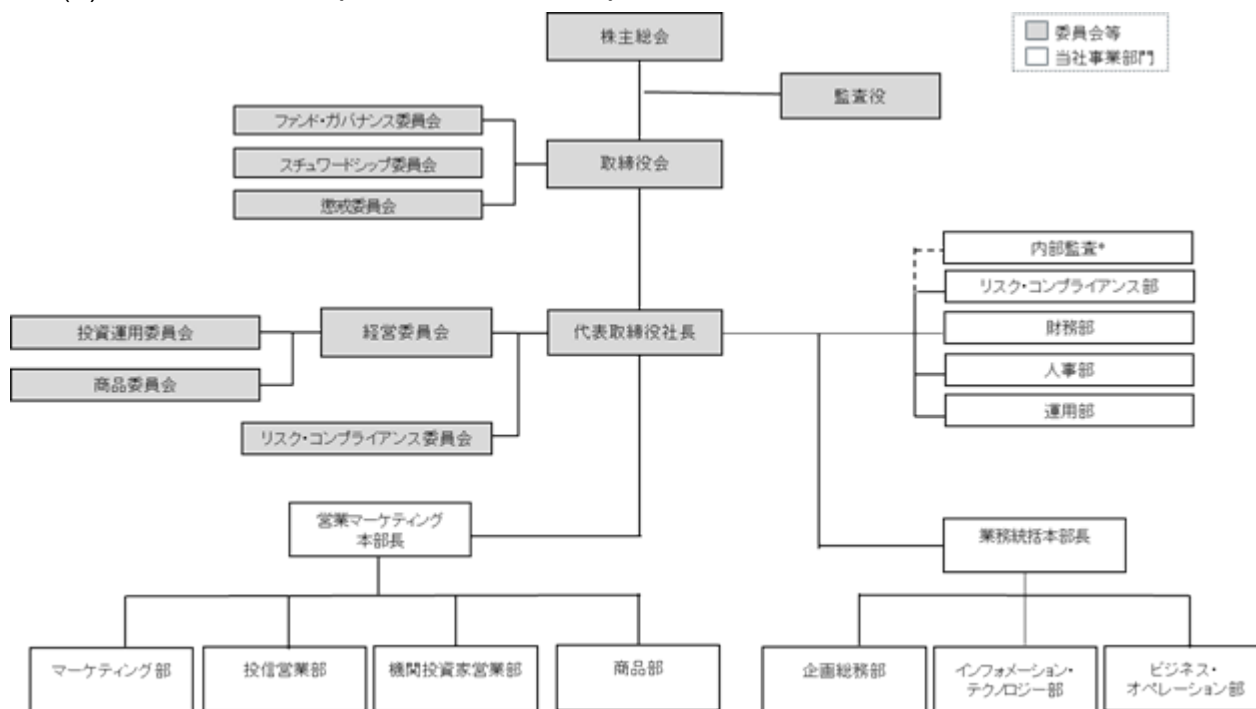 株主総会
委員会等
当社事業部門
監査役
ファンド・ガバナンス委員会
スチュワードシップ委員会
取締役会
懲戒委員会
内部監査*
リスク・コンプライアンス部
投資運用委員会
経営委員会
代表取締役社長
財務部
商品委員会
人事部
運用部
リスク・コンプライアンス委員会
営業マーケティング
本部長
業務統括本部長
マーケティング部
投信営業部
機関投資家営業部
商品部
企画総務部
インフォメーション・
テクノロジー部
ビジネス・
オペレーション部